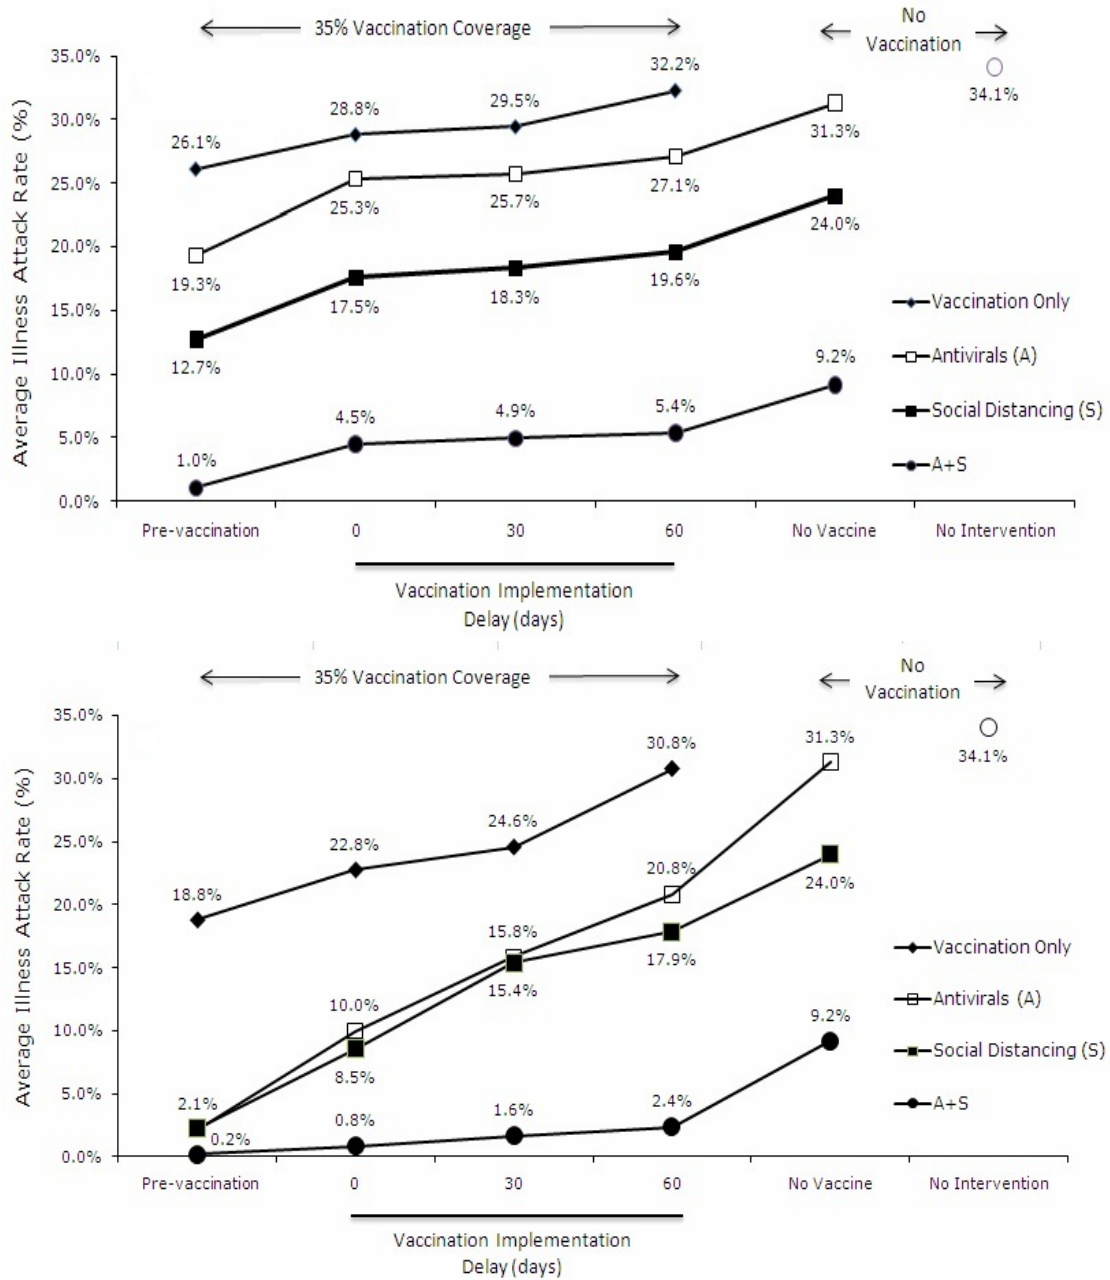 35% Vaccination Coverage
No
Vaccination
35.0%
30.0%
25.0%
20.0%
15.0%
10.0%
5.0%
0.0%
Average Illness Attack Rate (%)
26.1%
28.8%
29.5%
32.2%
34.1%
19.3%
25.3%
25.7%
27.1%
31.3%
12.7%
17.5%
18.3%
19.6%
24.0%
1.0%
4.5%
4.9%
5.4%
9.2%
Vaccination Only
Antivirals (A)
Social Distancing (S)
A+S
Pre-vaccination
0
30
60
No Vaccine
No Intervention
Vaccination Implementation
Delay (days)
35% Vaccination Coverage
No
Vaccination
35.0%
30.0%
25.0%
20.0%
15.0%
10.0%
5.0%
0.0%
Average Illness Attack Rate (%)
18.8%
22.8%
24.6%
30.8%
31.3%
34.1%
10.0%
15.8%
20.8%
2.1%
8.5%
15.4%
17.9%
24.0%
0.2%
0.8%
1.6%
2.4%
9.2%
Vaccination Only
Antivirals (A)
Social Distancing (S)
A+S
Pre-vaccination
0
30
60
No Vaccine
No Intervention
Vaccination Implementation
Delay (days)